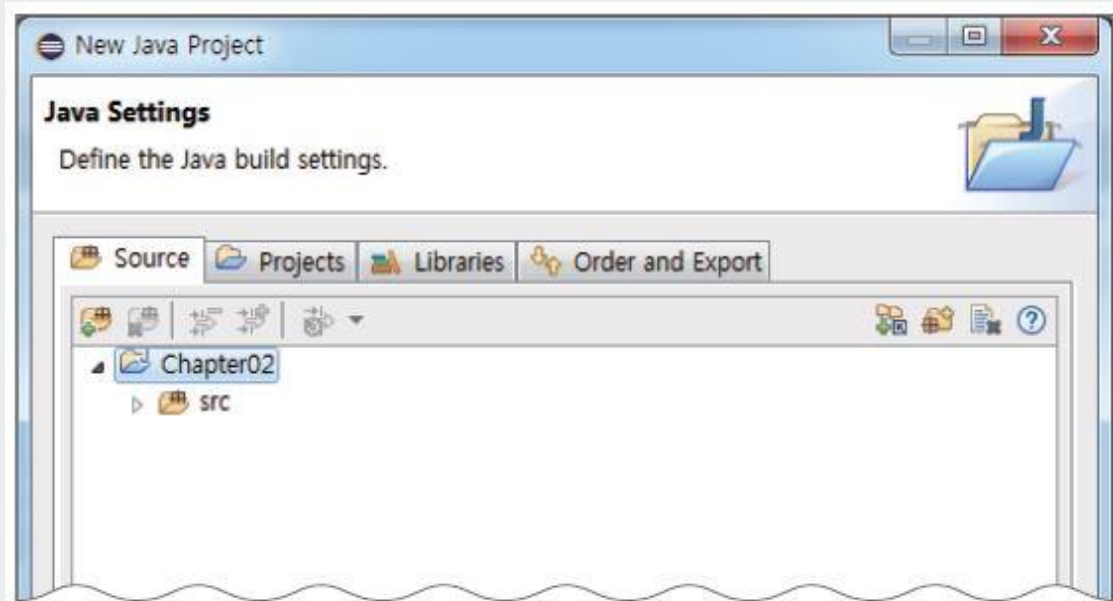 New Java Project
Java Settings
Define the Java build settings.
Source Projects Libraries Order and Export
Chapter02
src